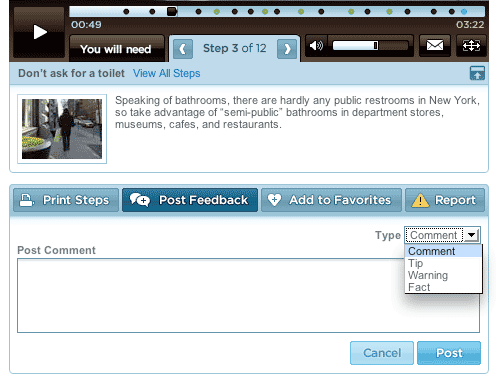 00:49
03:22
You will need
Step 3 of 12
Don't ask for a toilet View All Steps
Speaking of bathrooms, there are hardly any public restrooms in New York,
so take advantage of “semi-public” bathrooms in department stores,
museums, cafes, and restaurants.
Print Steps
Post Feedback
Add to Favorites
Report
Type Comment
Post Comment
Comment
Tip
Warning
Fact
Cancel
Post